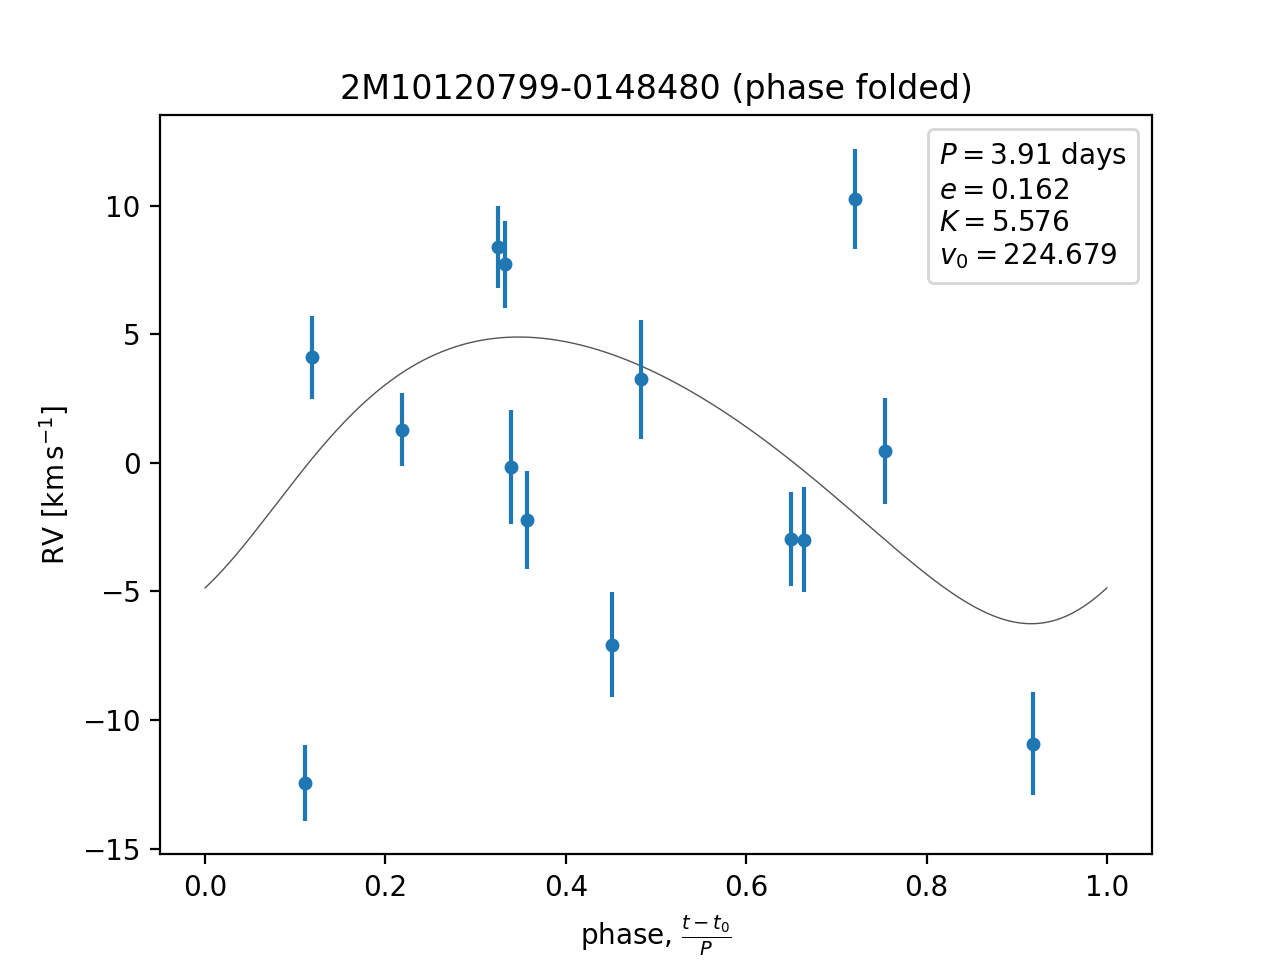 2M10120799-0148480 (phase folded)
P = 3.91 days
e = 0.162
K = 5.576
v₀ = 224.679
10
5
0
−5
−10
−15
RV [km s⁻¹]
0.0 0.2 0.4 0.6 0.8 1.0
phase, (t − t₀)/P